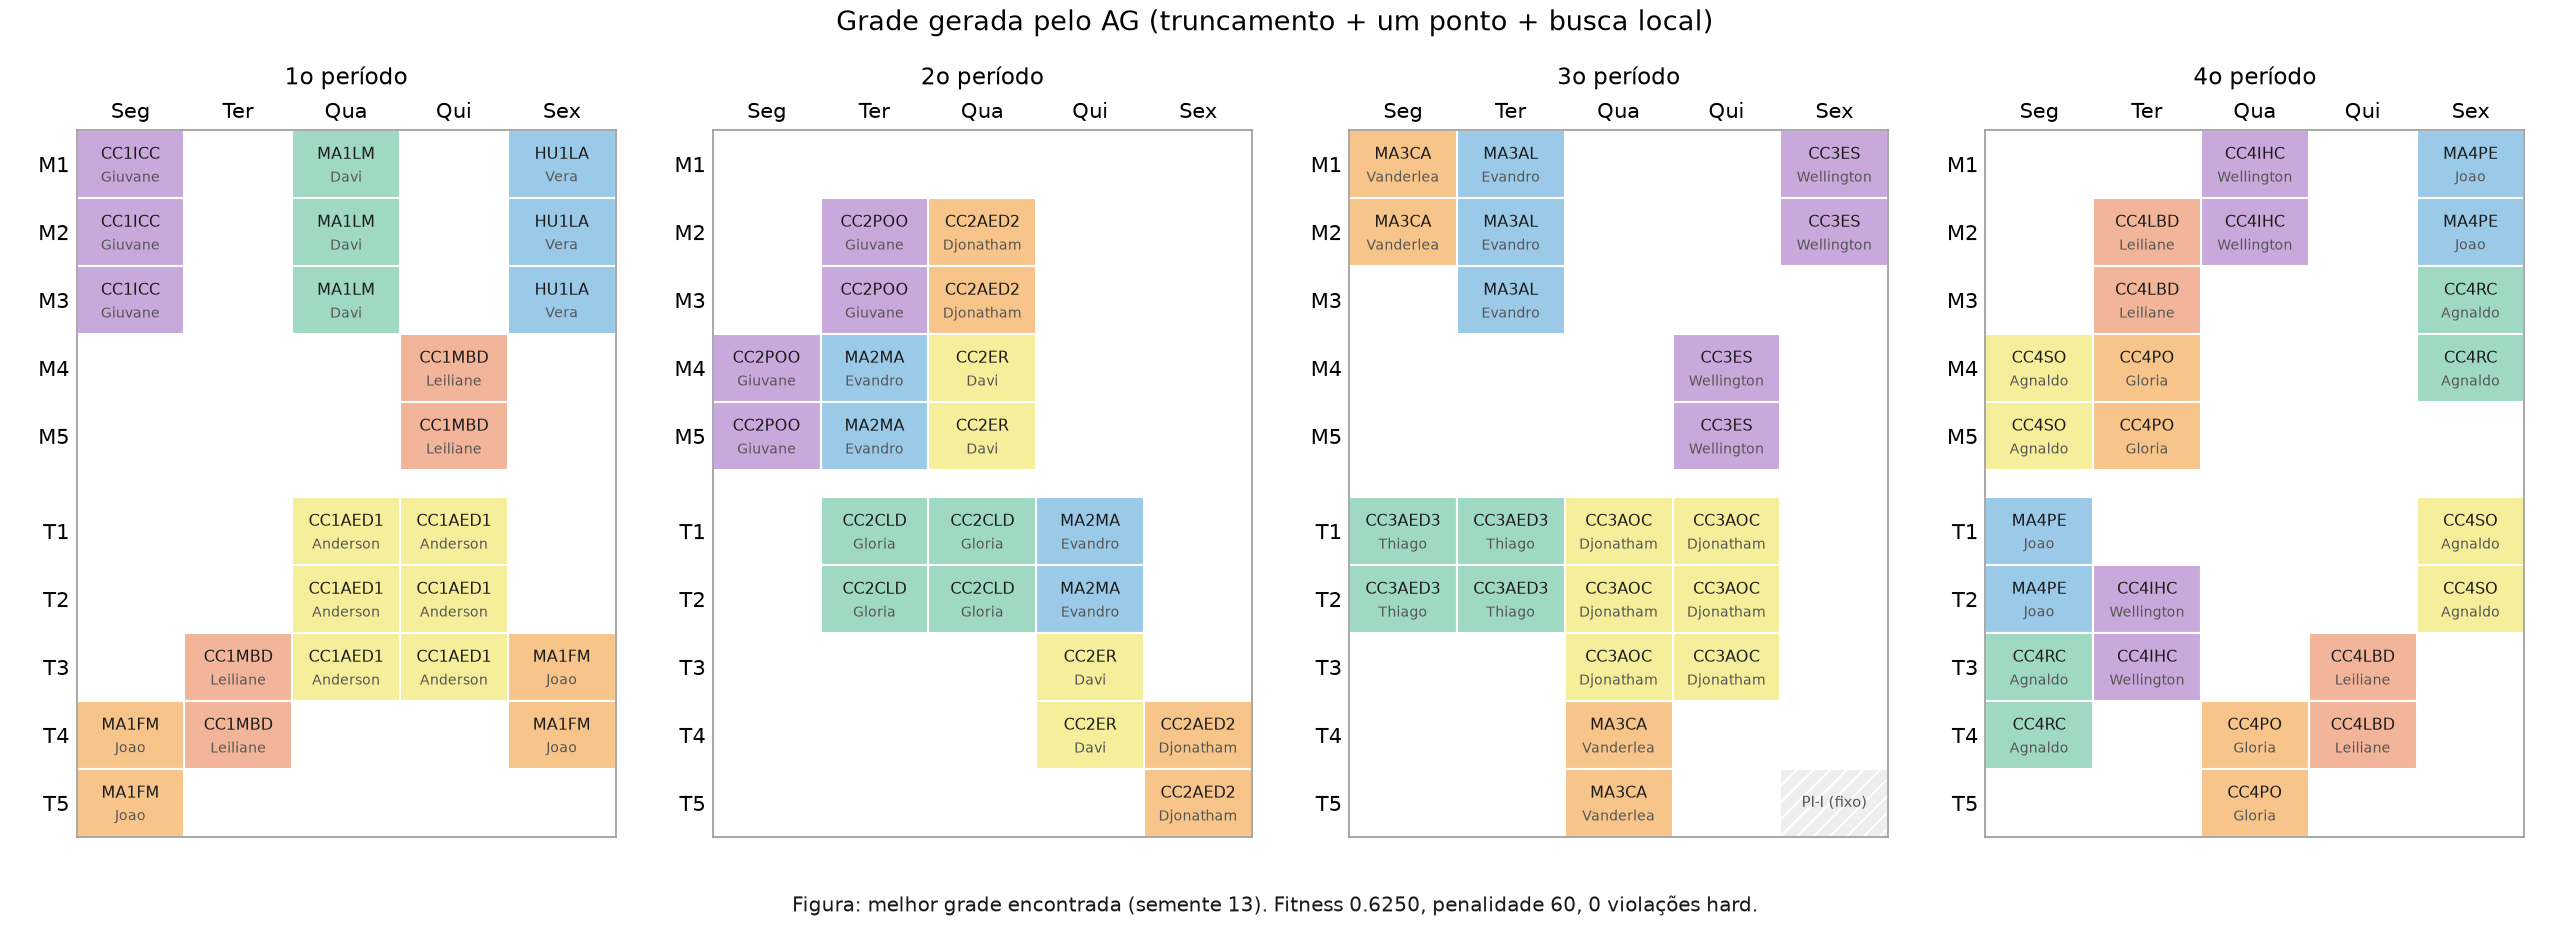 Grade gerada pelo AG (truncamento + um ponto + busca local)
1o período
Seg Ter Qua Qui Sex
M1 CC1ICC Giuvane MA1LM Davi HU1LA Vera
M2 CC1ICC Giuvane MA1LM Davi HU1LA Vera
M3 CC1ICC Giuvane MA1LM Davi HU1LA Vera
M4 CC1MBD Leiliane
M5 CC1MBD Leiliane
T1 CC1AED1 Anderson CC1AED1 Anderson
T2 CC1AED1 Anderson CC1AED1 Anderson
T3 CC1MBD Leiliane CC1AED1 Anderson CC1AED1 Anderson MA1FM Joao
T4 MA1FM Joao CC1MBD Leiliane MA1FM Joao
T5 MA1FM Joao
2o período
Seg Ter Qua Qui Sex
M1
M2 CC2POO Giuvane CC2AED2 Djonatham
M3 CC2POO Giuvane CC2AED2 Djonatham
M4 CC2POO Giuvane MA2MA Evandro CC2ER Davi
M5 CC2POO Giuvane MA2MA Evandro CC2ER Davi
T1 CC2CLD Gloria CC2CLD Gloria MA2MA Evandro
T2 CC2CLD Gloria CC2CLD Gloria MA2MA Evandro
T3 CC2ER Davi
T4 CC2ER Davi CC2AED2 Djonatham
T5 CC2AED2 Djonatham
3o período
Seg Ter Qua Qui Sex
M1 MA3CA Vanderlea MA3AL Evandro CC3ES Wellington
M2 MA3CA Vanderlea MA3AL Evandro CC3ES Wellington
M3 MA3AL Evandro
M4 CC3ES Wellington
M5 CC3ES Wellington
T1 CC3AED3 Thiago CC3AED3 Thiago CC3AOC Djonatham CC3AOC Djonatham
T2 CC3AED3 Thiago CC3AED3 Thiago CC3AOC Djonatham CC3AOC Djonatham
T3 CC3AOC Djonatham CC3AOC Djonatham
T4 MA3CA Vanderlea
T5 MA3CA Vanderlea PI-I (fixo)
4o período
Seg Ter Qua Qui Sex
M1 CC4IHC Wellington MA4PE Joao
M2 CC4LBD Leiliane CC4IHC Wellington MA4PE Joao
M3 CC4LBD Leiliane CC4RC Agnaldo
M4 CC4SO Agnaldo CC4PO Gloria CC4RC Agnaldo
M5 CC4SO Agnaldo CC4PO Gloria
T1 MA4PE Joao CC4SO Agnaldo
T2 MA4PE Joao CC4IHC Wellington CC4SO Agnaldo
T3 CC4RC Agnaldo CC4IHC Wellington CC4LBD Leiliane
T4 CC4RC Agnaldo CC4PO Gloria CC4LBD Leiliane
T5 CC4PO Gloria
Figura: melhor grade encontrada (semente 13). Fitness 0.6250, penalidade 60, 0 violações hard.